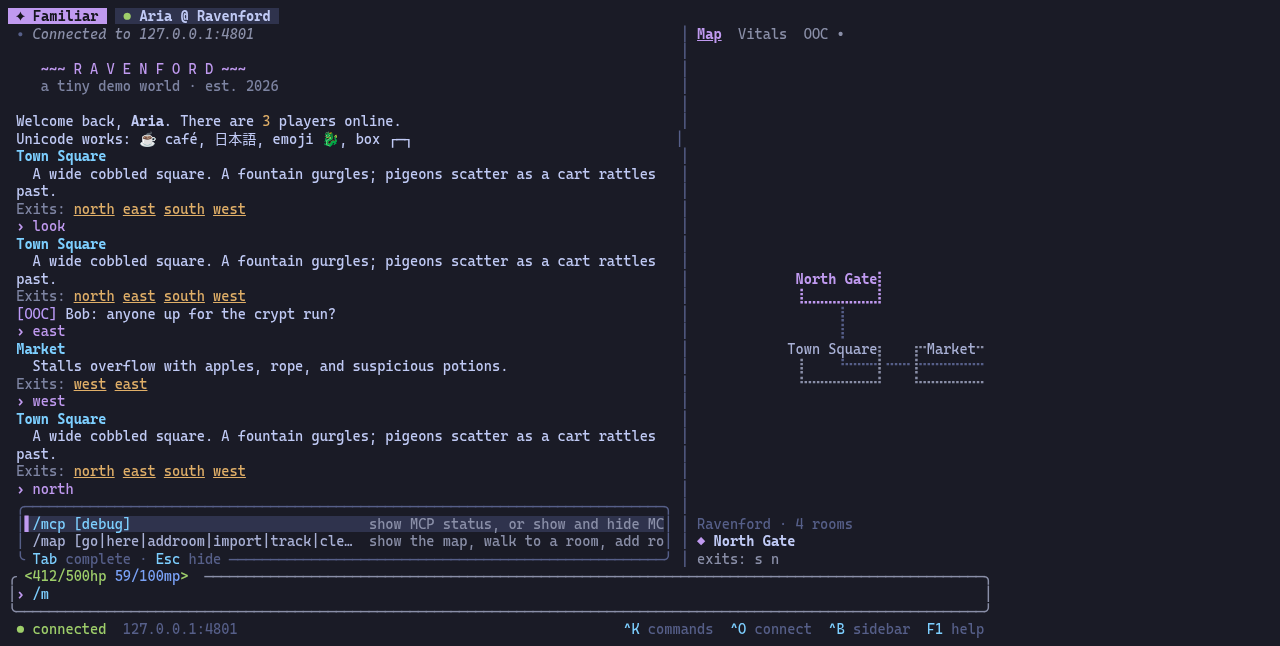 ✦ Familiar ● Aria @ Ravenford
• Connected to 127.0.0.1:4801
~~~ R A V E N F O R D ~~~
a tiny demo world · est. 2026
Welcome back, Aria. There are 3 players online.
Unicode works: ☕ café, 日本語, emoji 🐉, box ┌─┐
Town Square
A wide cobbled square. A fountain gurgles; pigeons scatter as a cart rattles
past.
Exits: north east south west
› look
Town Square
A wide cobbled square. A fountain gurgles; pigeons scatter as a cart rattles
past.
Exits: north east south west
[OOC] Bob: anyone up for the crypt run?
› east
Market
Stalls overflow with apples, rope, and suspicious potions.
Exits: west east
› west
Town Square
A wide cobbled square. A fountain gurgles; pigeons scatter as a cart rattles
past.
Exits: north east south west
› north
/mcp [debug] show MCP status, or show and hide MC
/map [go|here|addroom|import|track|cle… show the map, walk to a room, add ro
Tab complete · Esc hide
<412/500hp 59/100mp>
› /m
● connected 127.0.0.1:4801
Map Vitals OOC •
North Gate
Town Square Market
Ravenford · 4 rooms
◆ North Gate
exits: s n
^K commands ^O connect ^B sidebar F1 help